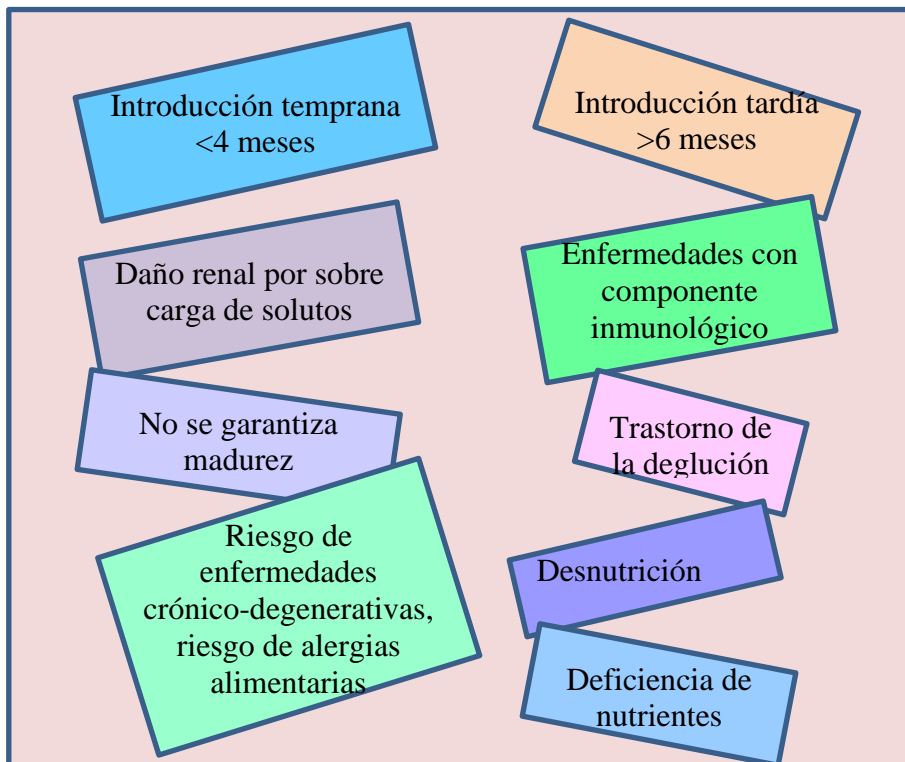 Introducción temprana
<4 meses
Daño renal por sobre
carga de solutos
No se garantiza
madurez
Riesgo de
enfermedades
crónico-degenerativas,
riesgo de alergias
alimentarias
Introducción tardía
>6 meses
Enfermedades con
componente
inmunológico
Trastorno de
la deglución
Desnutrición
Deficiencia de
nutrientes